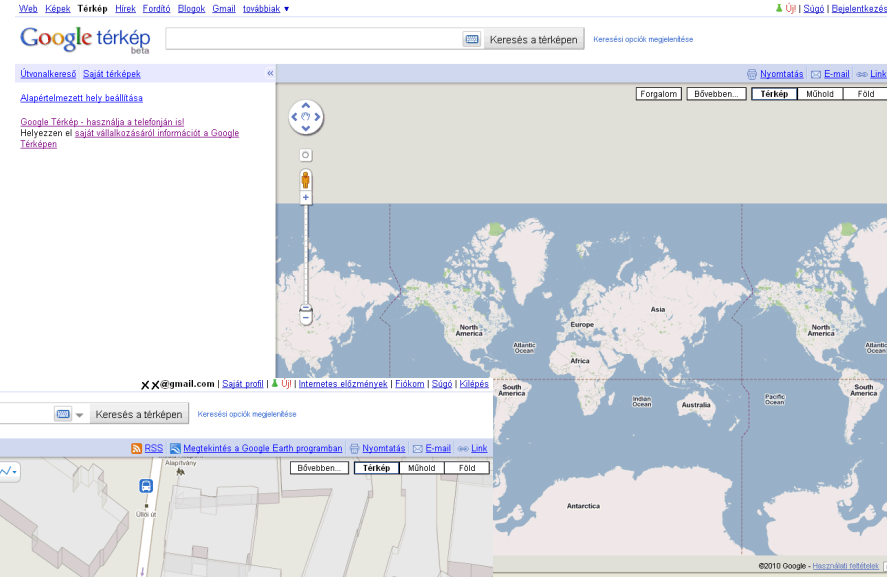 Web Képek Térkép Hírek Fordító Blogok Gmail továbbiak ▼ Új! | Súgó | Bejelentkezés
Google térkép
beta
Keresés a térképen Keresési opciók megjelenítése
Útvonalkereső Saját térképek « Nyomtatás E-mail Link
Alapértelmezett hely beállítása
Forgalom Bővebben... Térkép Műhold Föld
Google Térkép - használja a telefonján is!
Helyezzen el saját vállalkozásáról információt a Google
Térképen
Asia
North
America
Europe
North
America
Atlantic
Ocean
Atlantic
Ocean
Africa
South
America
Indian
Ocean
Australia
Pacific
Ocean
South
America
Antarctica
©2010 Google - Használati feltételek
XX@gmail.com | Saját profil | Új! | Internetes előzmények | Fiókom | Súgó | Kilépés
Keresés a térképen Keresési opciók megjelenítése
RSS Megtekintés a Google Earth programban Nyomtatás E-mail Link
Alapítvány
Bővebben... Térkép Műhold Föld
Üllői út